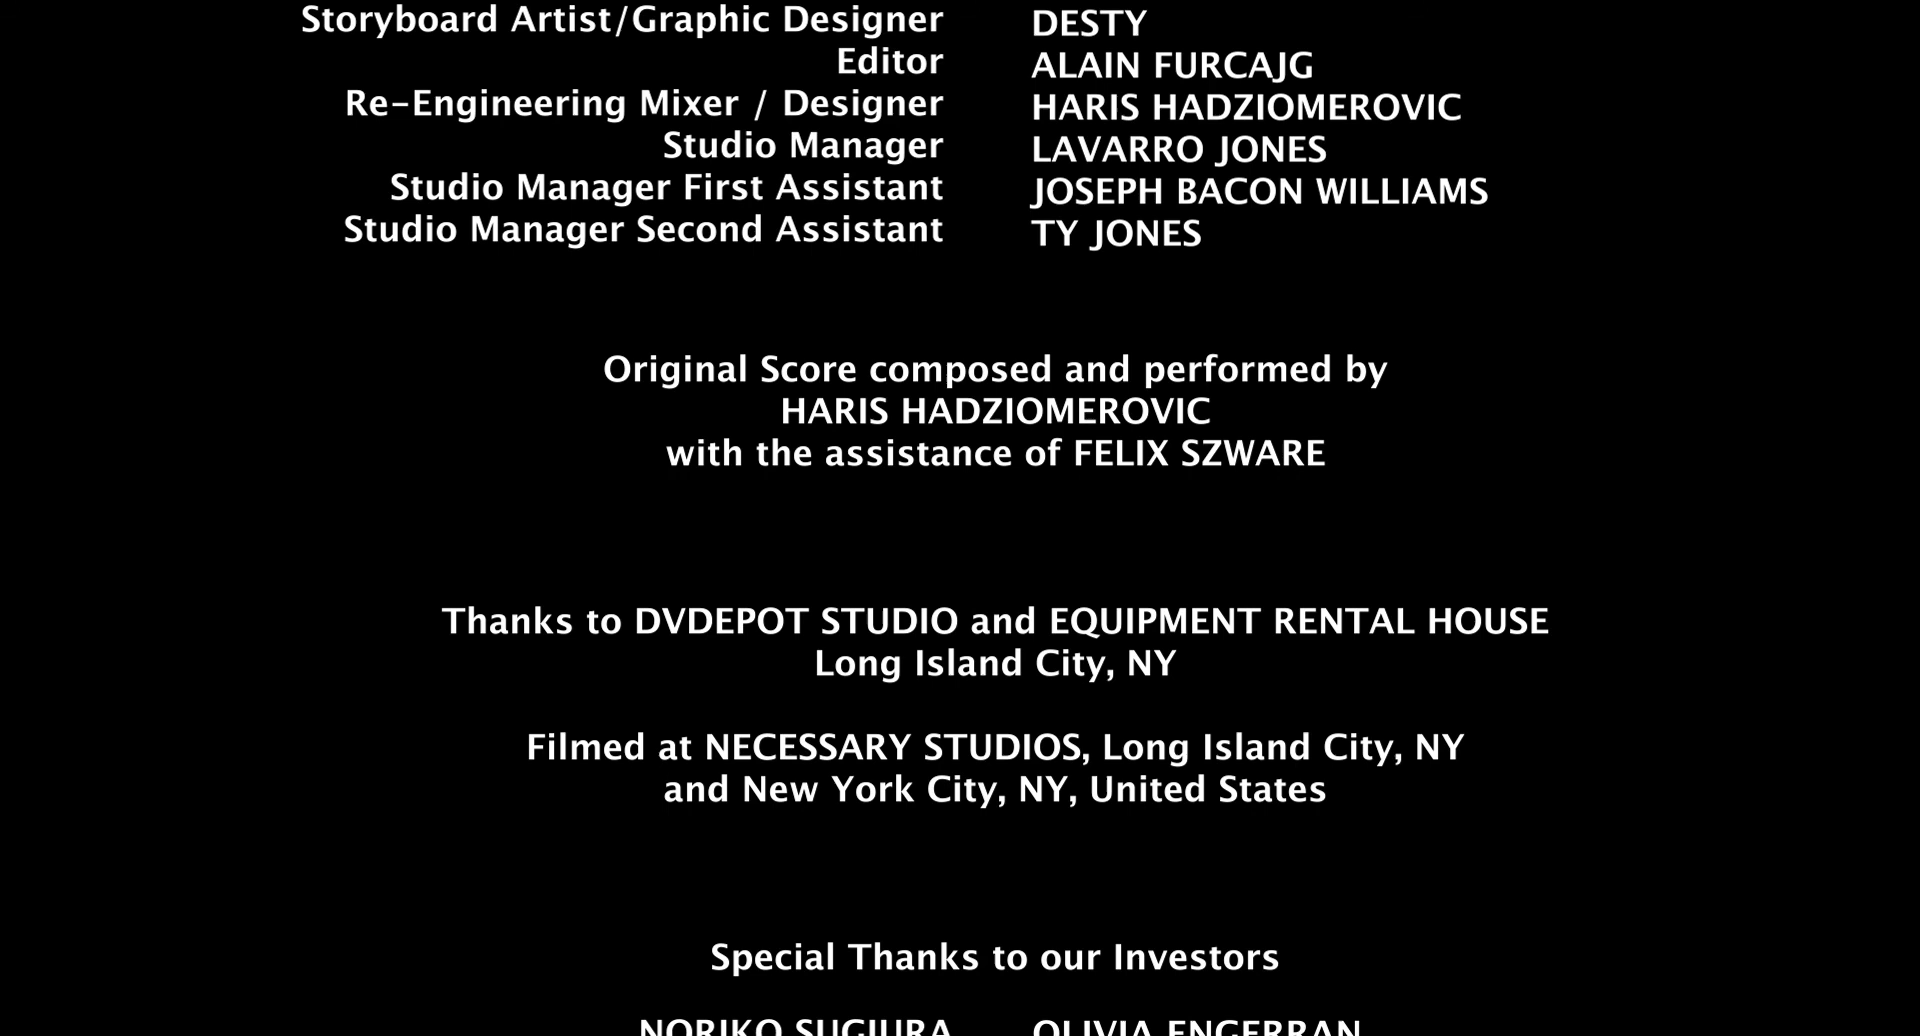 Storyboard Artist/Graphic Designer DESTY
Editor ALAIN FURCAJG
Re-Engineering Mixer / Designer HARIS HADZIOMEROVIC
Studio Manager LAVARRO JONES
Studio Manager First Assistant JOSEPH BACON WILLIAMS
Studio Manager Second Assistant TY JONES
Original Score composed and performed by
HARIS HADZIOMEROVIC
with the assistance of FELIX SZWARE
Thanks to DVDEPOT STUDIO and EQUIPMENT RENTAL HOUSE
Long Island City, NY
Filmed at NECESSARY STUDIOS, Long Island City, NY
and New York City, NY, United States
Special Thanks to our Investors
NORIKO SUGIURA OLIVIA ENGERRAN